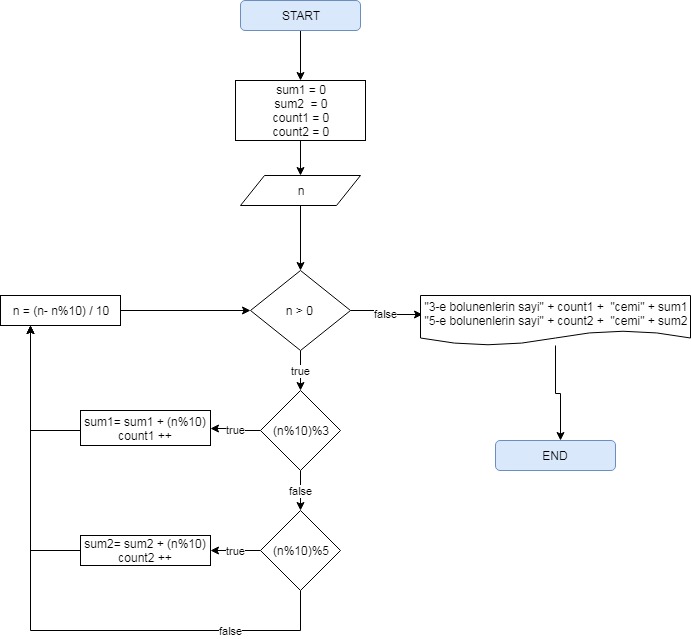 START
sum1 = 0
sum2 = 0
count1 = 0
count2 = 0
n
n = (n- n%10) / 10
n > 0
false
"3-e bolunenlerin sayi" + count1 + "cemi" + sum1
"5-e bolunenlerin sayi" + count2 + "cemi" + sum2
true
sum1= sum1 + (n%10)
count1 ++
true
(n%10)%3
END
false
sum2= sum2 + (n%10)
count2 ++
true
(n%10)%5
false